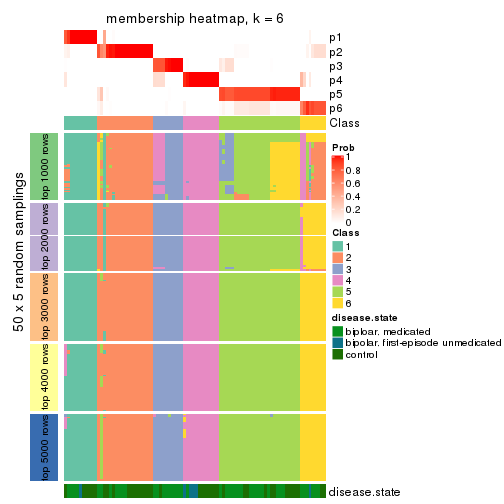 membership heatmap, k = 6
p1
p2
p3
p4
p5
p6
Class
50 x 5 random samplings
top 1000 rows
top 2000 rows
top 3000 rows
top 4000 rows
top 5000 rows
Prob
1
0.8
0.6
0.4
0.2
0
Class
1
2
3
4
5
6
disease.state
biploar, medicated
bipolar, first-episode unmedicated
control
disease.state